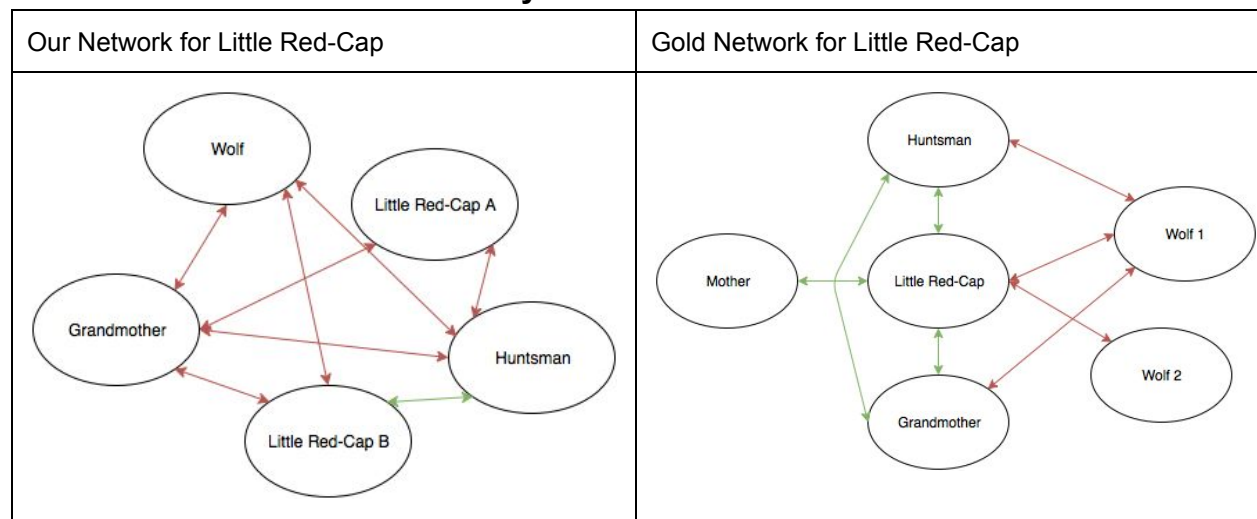 Our Network for Little Red-Cap
Gold Network for Little Red-Cap
Wolf
Little Red-Cap A
Grandmother
Huntsman
Little Red-Cap B
Huntsman
Wolf 1
Mother
Little Red-Cap
Wolf 2
Grandmother